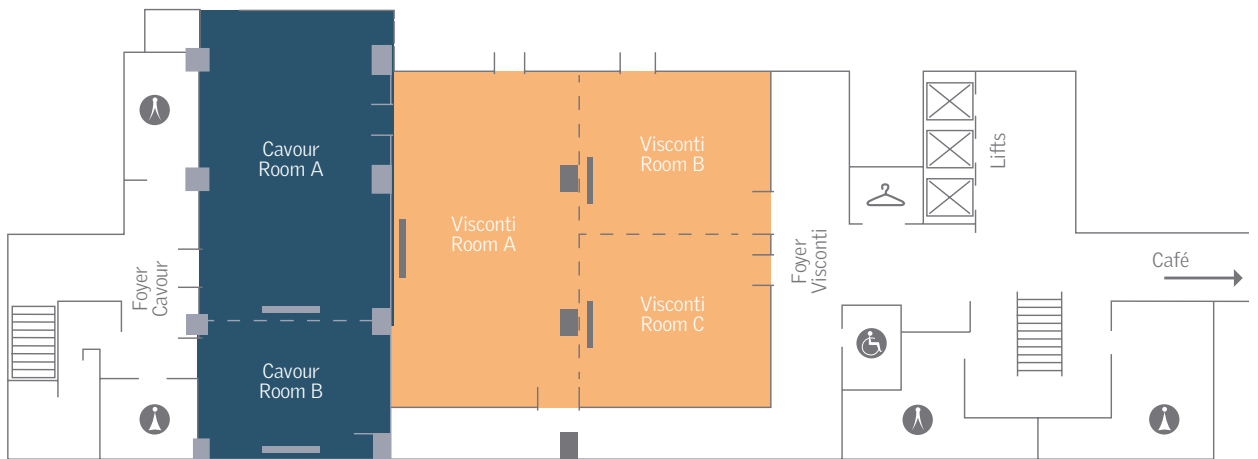 Cavour
Room A
Visconti
Room B
Lifts
Visconti
Room A
Foyer
Cavour
Foyer
Visconti
Café
Visconti
Room C
Cavour
Room B